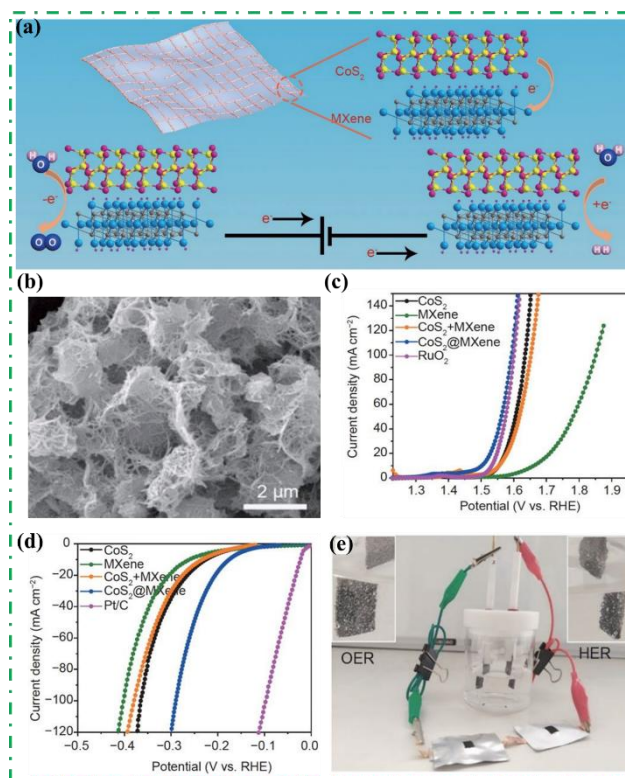 (a)
CoS₂
e⁻
MXene
H H
O
-e⁻
O O
e⁻
e⁻
H H
O
+e⁻
H H
(b)
2 μm
(c)
Current density (mA cm⁻²)
140
120
100
80
60
40
20
0
CoS₂
MXene
CoS₂+MXene
CoS₂@MXene
RuO₂
1.3 1.4 1.5 1.6 1.7 1.8 1.9
Potential (V vs. RHE)
(d)
Current density (mA cm⁻²)
0
−20
−40
−60
−80
−100
−120
CoS₂
MXene
CoS₂+MXene
CoS₂@MXene
Pt/C
−0.5 −0.4 −0.3 −0.2 −0.1 0.0
Potential (V vs. RHE)
(e)
OER
HER